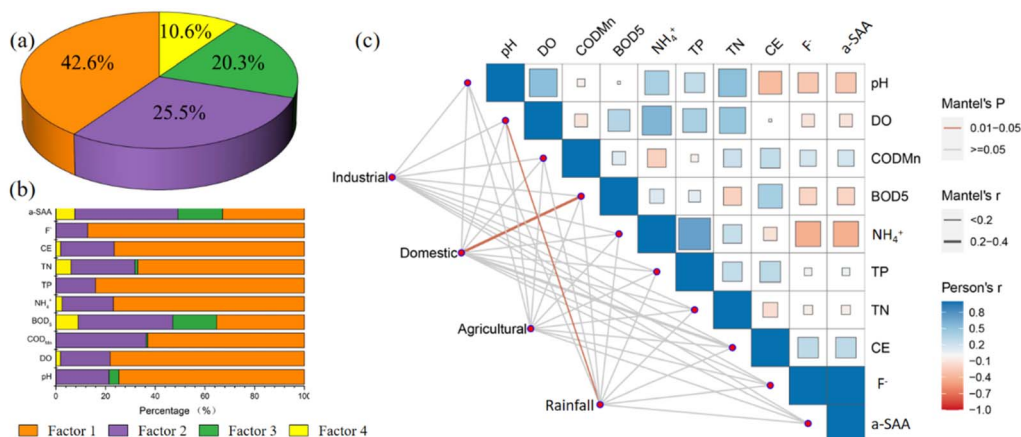 (a)
10.6%
42.6%
20.3%
25.5%
(b)
a-SAA
F-
CE
TN
TP
NH4+
BOD5
CODMn
DO
pH
0 20 40 60 80 100
Percentage (%)
Factor 1 Factor 2 Factor 3 Factor 4
(c)
pH DO CODMn BOD5 NH4+ TP TN CE F- a-SAA
pH
DO
CODMn
BOD5
NH4+
TP
TN
CE
F-
a-SAA
Industrial
Domestic
Agricultural
Rainfall
Mantel's P
0.01-0.05
>=0.05
Mantel's r
<0.2
0.2-0.4
Person's r
0.8
0.5
0.2
-0.1
-0.4
-0.7
-1.0